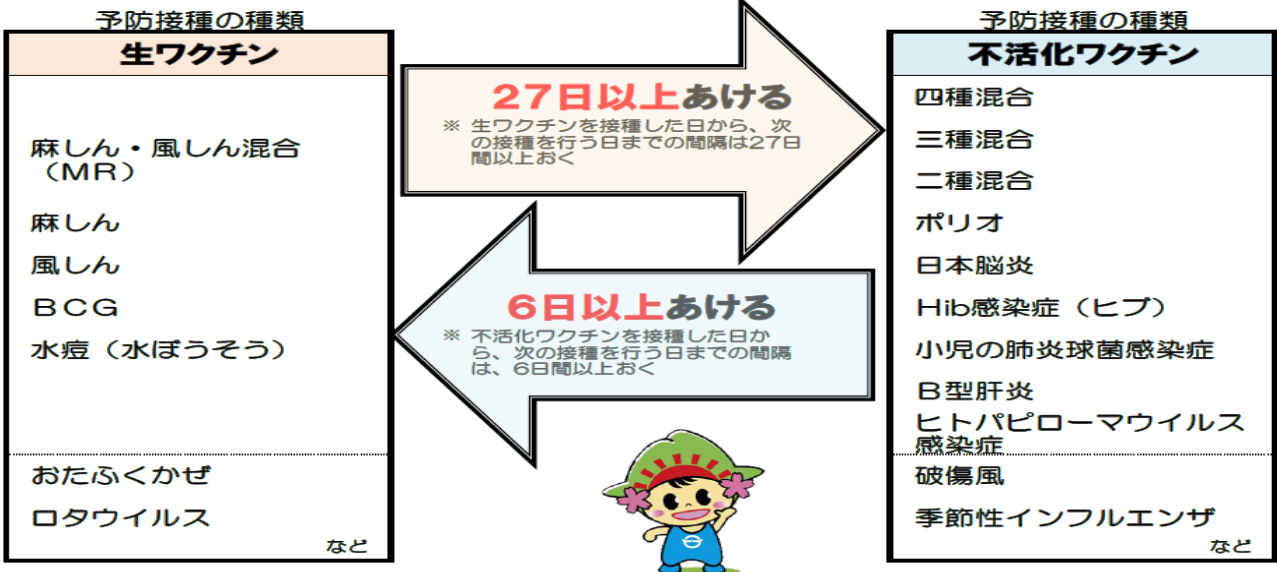 予防接種の種類
生ワクチン
麻しん・風しん混合
（MR）
麻しん
風しん
ＢＣＧ
水痘（水ぼうそう）
おたふくかぜ
ロタウイルス
など
27日以上あける
※ 生ワクチンを接種した日から、次
の接種を行う日までの間隔は27日
間以上おく
6日以上あける
※ 不活化ワクチンを接種した日か
ら、次の接種を行う日までの間隔
は、6日間以上おく
予防接種の種類
不活化ワクチン
四種混合
三種混合
二種混合
ポリオ
日本脳炎
Hib感染症（ヒブ）
小児の肺炎球菌感染症
Ｂ型肝炎
ヒトパピローマウイルス
感染症
破傷風
季節性インフルエンザ
など